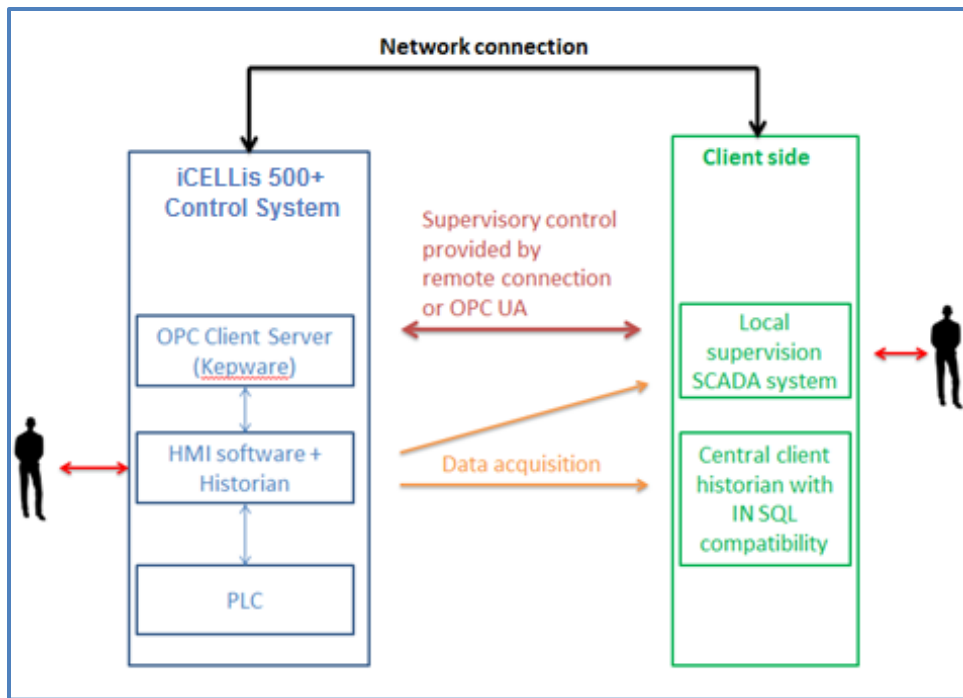 Network connection
iCELLis 500+
Control System
OPC Client Server
(Kepware)
HMI software +
Historian
PLC
Supervisory control
provided by
remote connection
or OPC UA
Data acquisition
Client side
Local
supervision
SCADA system
Central client
historian with
IN SQL
compatibility